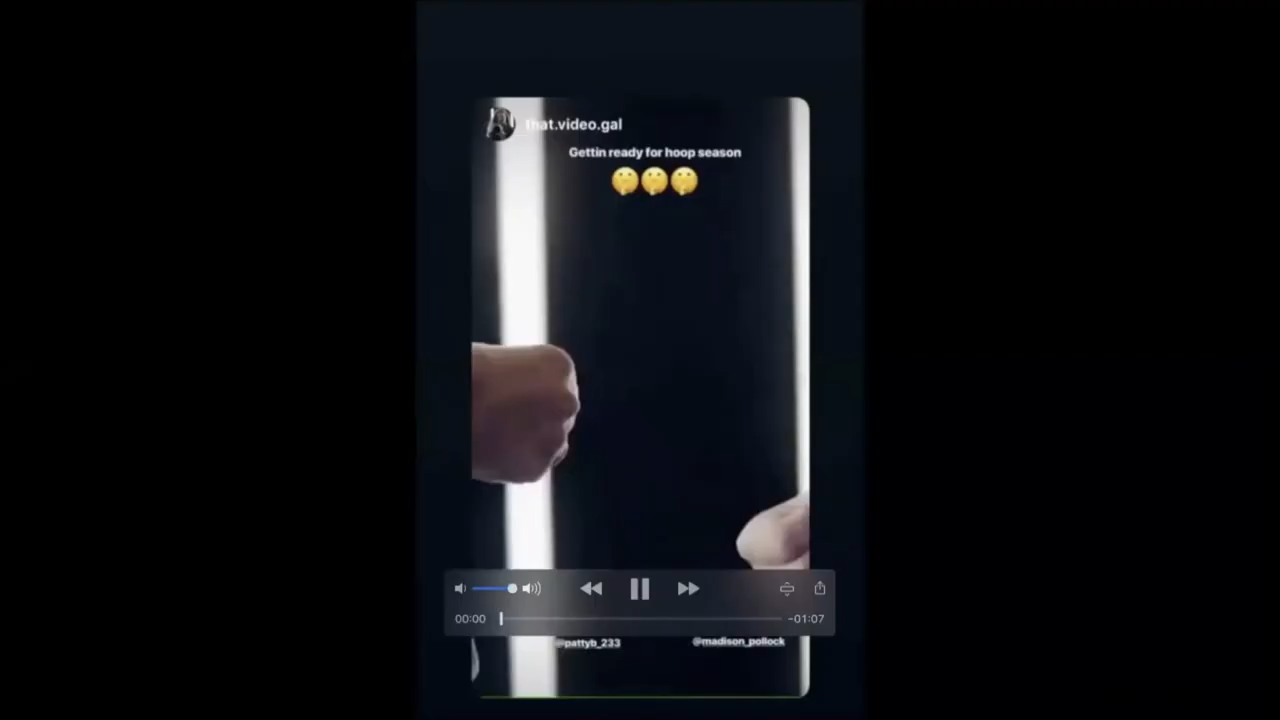 that.video.gal
Gettin ready for hoop season
🤫🤫🤫
00:00
-01:07
@pattyb_233
@madison_pollock